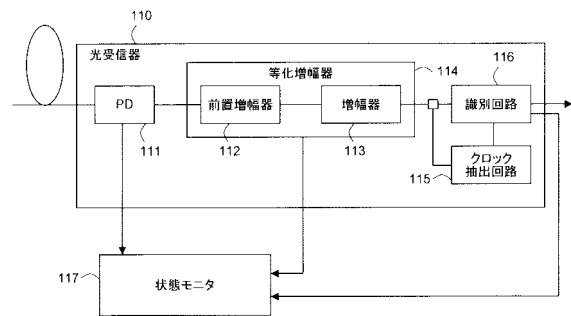 110
光受信器
等化増幅器
114
116
PD
前置増幅器
増幅器
識別回路
111
112
113
クロック
抽出回路
115
117
状態モニタ